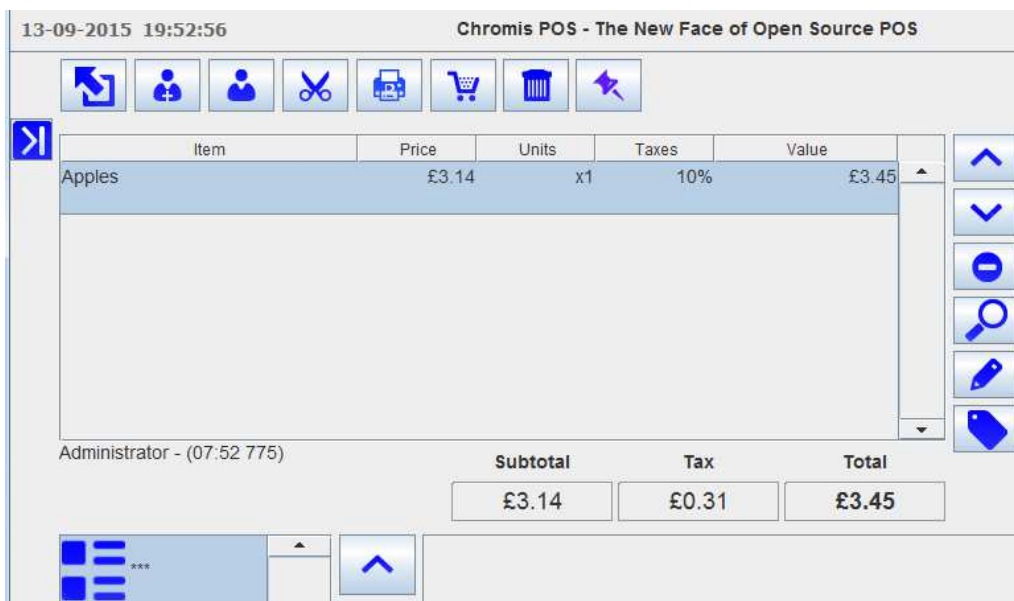 13-09-2015 19:52:56 Chromis POS - The New Face of Open Source POS
Item Price Units Taxes Value
Apples £3.14 x1 10% £3.45
Administrator - (07:52 775)
Subtotal Tax Total
£3.14 £0.31 £3.45
***